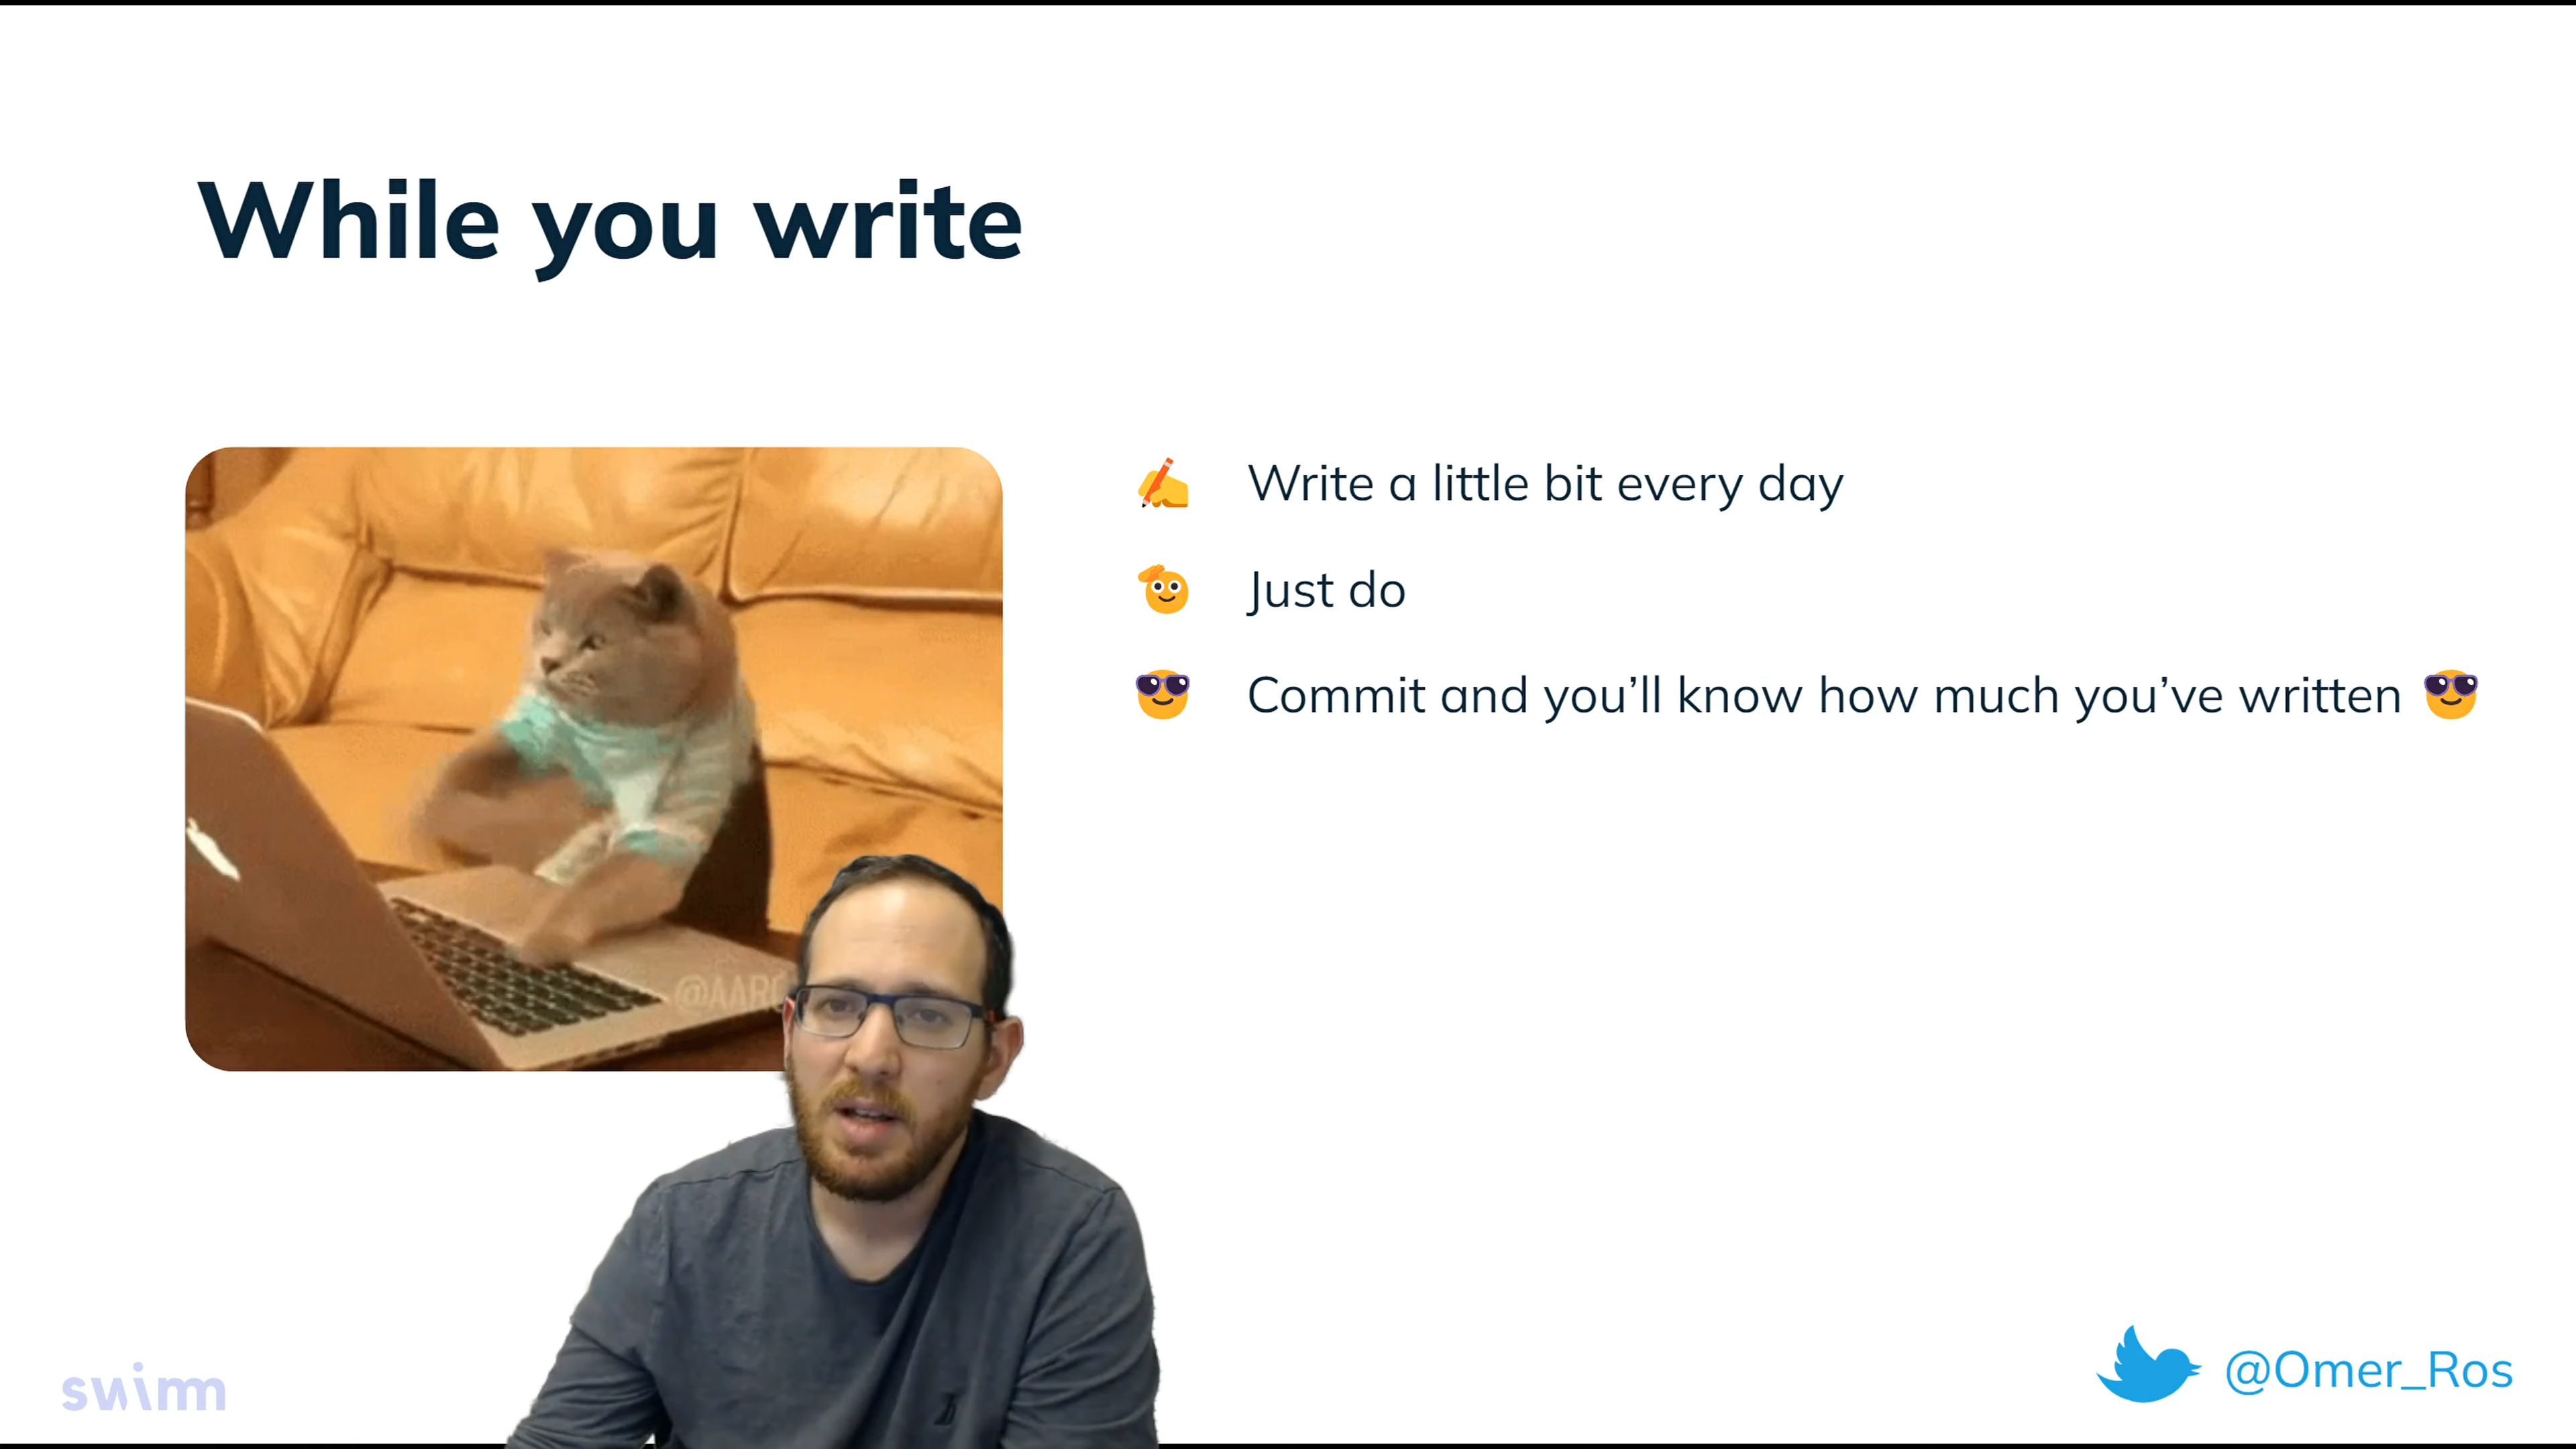 While you write
✍️ Write a little bit every day
🫡 Just do
😎 Commit and you’ll know how much you’ve written 😎
swimm
@Omer_Ros